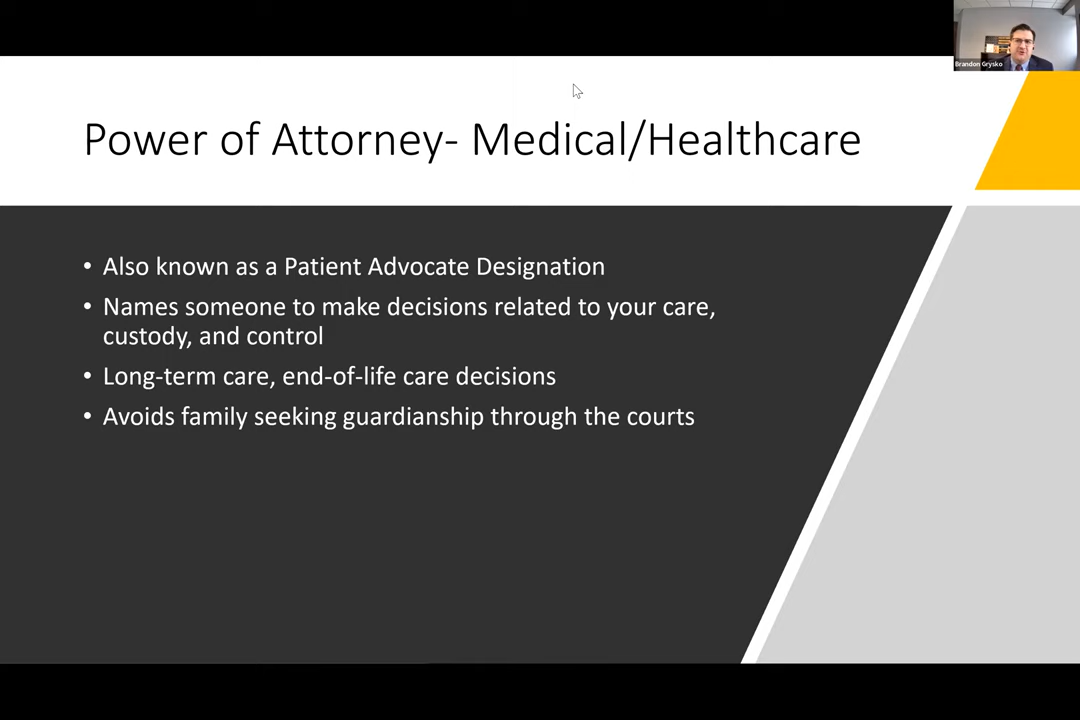 Brandon Grysko
Power of Attorney- Medical/Healthcare
• Also known as a Patient Advocate Designation
• Names someone to make decisions related to your care,
custody, and control
• Long-term care, end-of-life care decisions
• Avoids family seeking guardianship through the courts